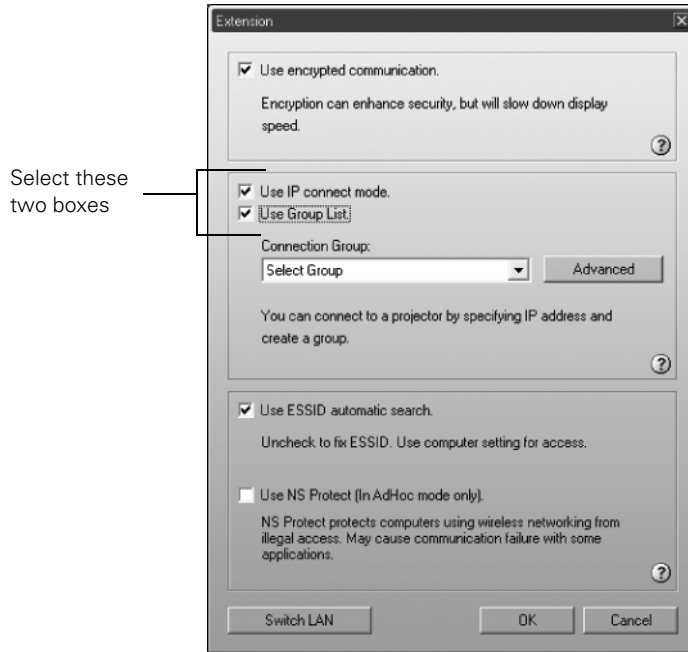 Extension
Use encrypted communication.
Encryption can enhance security, but will slow down display
speed.
Select these
two boxes
Use IP connect mode.
Use Group List.
Connection Group:
Select Group
Advanced
You can connect to a projector by specifying IP address and
create a group.
Use ESSID automatic search.
Uncheck to fix ESSID. Use computer setting for access.
Use NS Protect (In AdHoc mode only).
NS Protect protects computers using wireless networking from
illegal access. May cause communication failure with some
applications.
Switch LAN
OK
Cancel